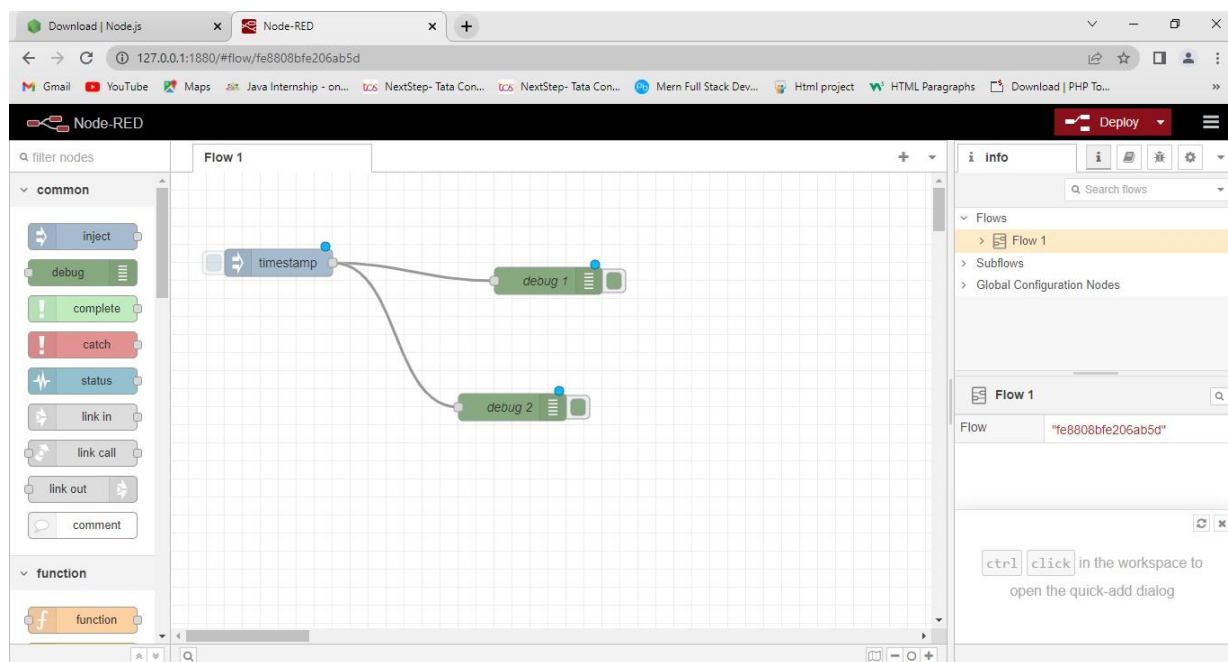 Download | Node.js
Node-RED
127.0.0.1:1880/#flow/fe8808bfe206ab5d
Gmail YouTube Maps Java Internship - on... NextStep- Tata Con... NextStep- Tata Con... Mern Full Stack Dev... Html project HTML Paragraphs Download | PHP To... »
Node-RED
Deploy
filter nodes
Flow 1
i info
i
Search flows
common
inject
debug
complete
catch
status
link in
link call
link out
comment
function
function
timestamp
debug 1
debug 2
Flows
Flow 1
Subflows
Global Configuration Nodes
Flow 1
Flow "fe8808bfe206ab5d"
ctrl click in the workspace to
open the quick-add dialog